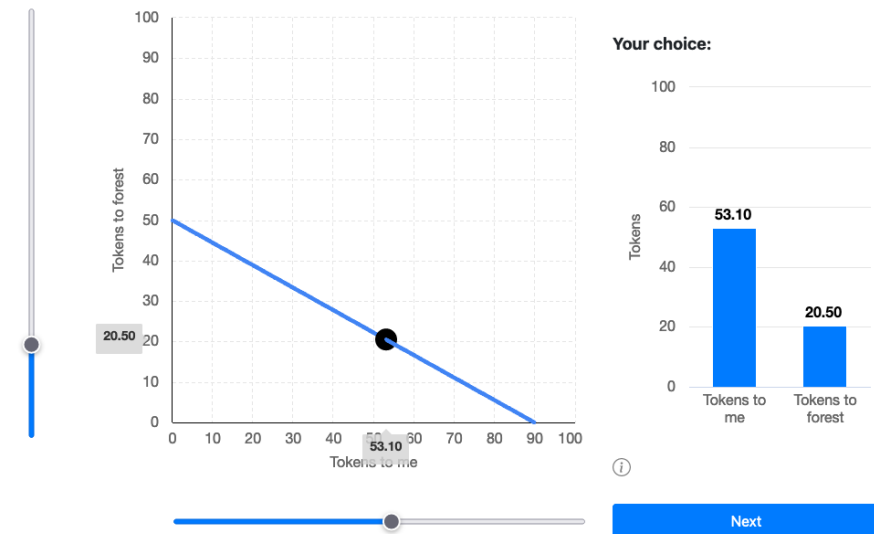 Your choice:
100
90
80
70
60
50
40
30
20
10
0
Tokens to forest
20.50
0 10 20 30 40 50 60 70 80 90 100
53.10
Tokens to me
100
80
60
40
20
0
Tokens
53.10
20.50
Tokens to
me
Tokens to
forest
i
Next